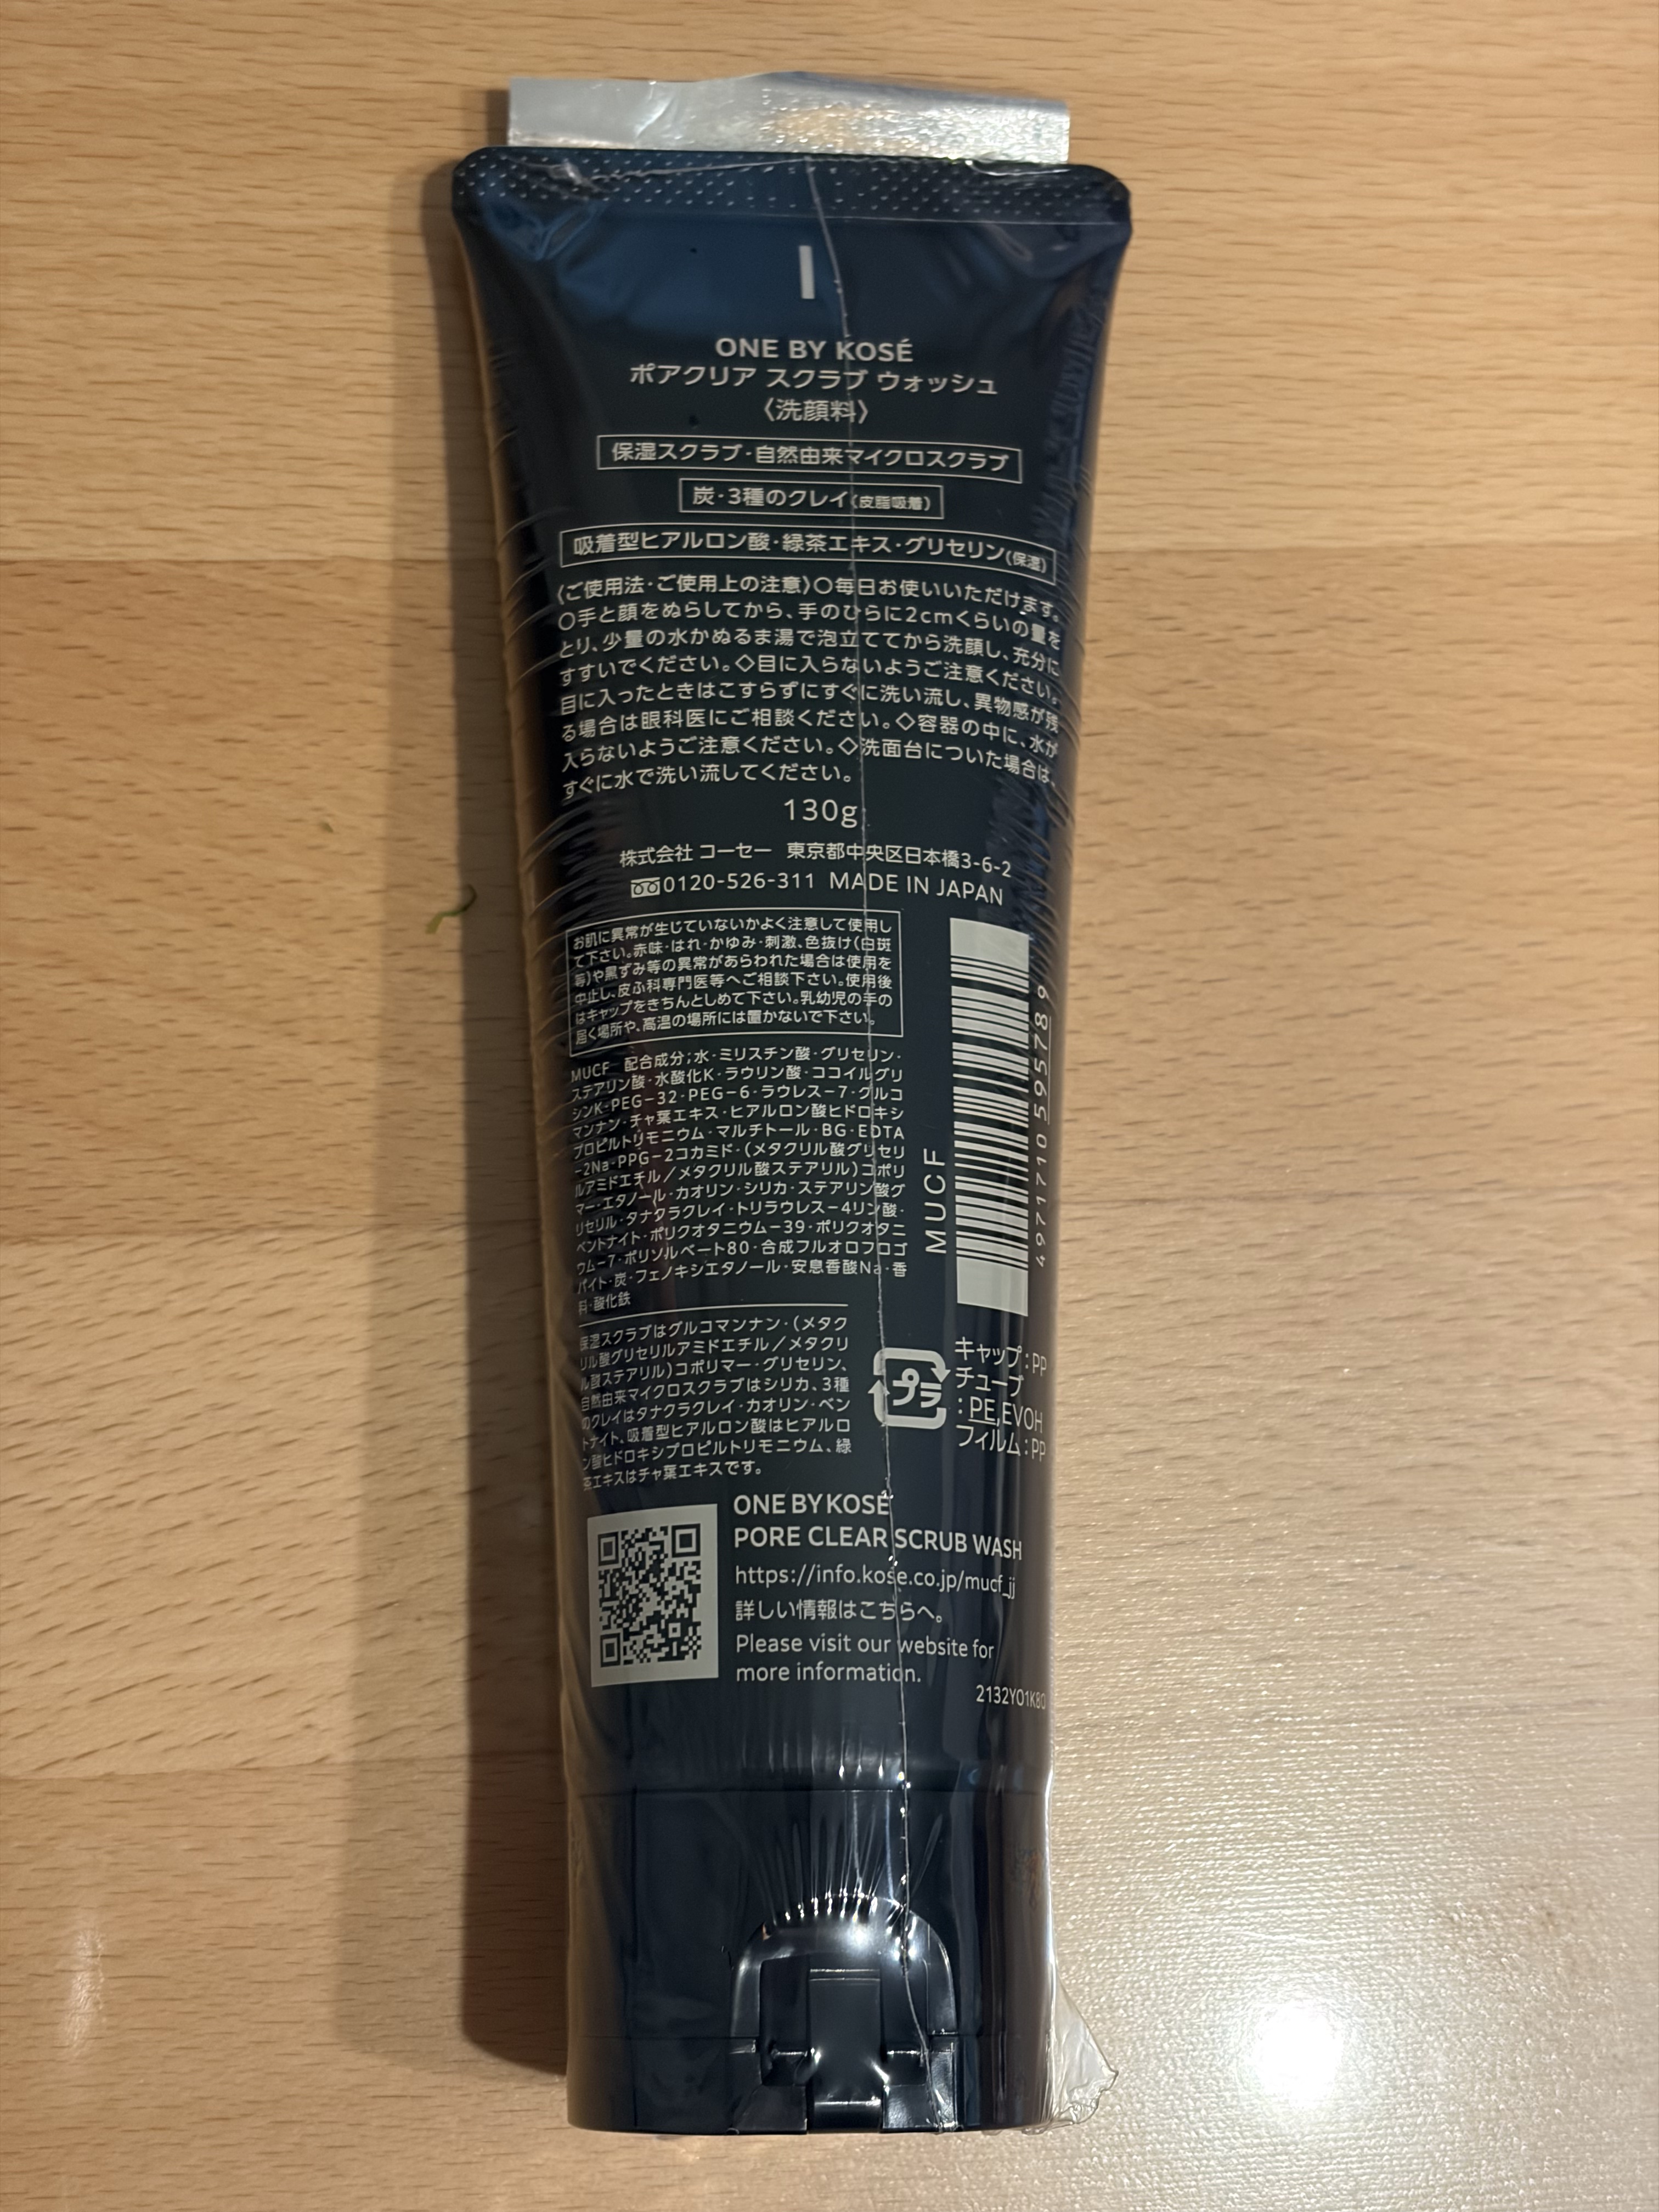 ONE BY KOSÉ
ポアクリア スクラブ ウォッシュ
〈洗顔料〉
保湿スクラブ・自然由来マイクロスクラブ
炭・3種のクレイ(皮脂吸着)
吸着型ヒアルロン酸・緑茶エキス・グリセリン(保湿)
〈ご使用法・ご使用上の注意〉○毎日お使いいただけます。
○手と顔をぬらしてから、手のひらに2cmくらいの量を
とり、少量の水かぬるま湯で泡立ててから洗顔し、充分に
すすいでください。◇目に入らないようご注意ください。
目に入ったときはこすらずにすぐに洗い流し、異物感が残
る場合は眼科医にご相談ください。◇容器の中に、水が
入らないようご注意ください。◇洗面台についた場合は、
すぐに水で洗い流してください。
130g
株式会社 コーセー 東京都中央区日本橋3-6-2
0120-526-311 MADE IN JAPAN
お肌に異常が生じていないかよく注意して使用し
て下さい。赤味・はれ・かゆみ・刺激、色抜け(白斑
等)や黒ずみ等の異常があらわれた場合は使用を
中止し、皮ふ科専門医等へご相談下さい。使用後
はキャップをきちんとしめて下さい。乳幼児の手の
届く場所や、高温の場所には置かないで下さい。
MUCF 配合成分;水・ミリスチン酸・グリセリン・
ステアリン酸・水酸化K・ラウリン酸・ココイルグリ
シンK・PEG-32・PEG-6・ラウレス-7・グルコ
マンナン・チャ葉エキス・ヒアルロン酸ヒドロキシ
プロピルトリモニウム・マルチトール・BG・EDTA
-2Na・PPG-2コカミド・(メタクリル酸グリセリ
ルアミドエチル/メタクリル酸ステアリル)コポリ
マー・エタノール・カオリン・シリカ・ステアリン酸グ
リセリル・タナクラクレイ・トリラウレス-4リン酸・
ベントナイト・ポリクオタニウム-39・ポリクオタニ
ウム-7・ポリソルベート80・合成フルオロフロゴ
パイト・炭・フェノキシエタノール・安息香酸Na・香
料・酸化鉄
保湿スクラブはグルコマンナン・(メタク
リル酸グリセリルアミドエチル/メタクリ
ル酸ステアリル)コポリマー・グリセリン、
自然由来マイクロスクラブはシリカ、3種
のクレイはタナクラクレイ・カオリン・ベン
トナイト、吸着型ヒアルロン酸はヒアルロ
ン酸ヒドロキシプロピルトリモニウム、緑
茶エキスはチャ葉エキスです。
MUCF
4971710 595789
プラ
キャップ:PP
チューブ
:PE,EVOH
フィルム:PP
ONE BY KOSÉ
PORE CLEAR SCRUB WASH
https://info.kose.co.jp/mucf_jj
詳しい情報はこちらへ。
Please visit our website for
more information.